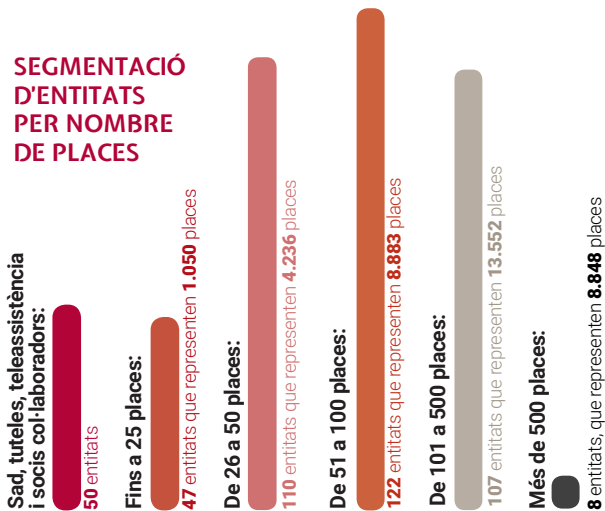 SEGMENTACIÓ
D'ENTITATS
PER NOMBRE
DE PLACES
Sad, tuteles, teleassistència
i socis col·laboradors:
50 entitats
Fins a 25 places:
47 entitats que representen 1.050 places
De 26 a 50 places:
110 entitats que representen 4.236 places
De 51 a 100 places:
122 entitats que representen 8.883 places
De 101 a 500 places:
107 entitats que representen 13.552 places
Més de 500 places:
8 entitats, que representen 8.848 places